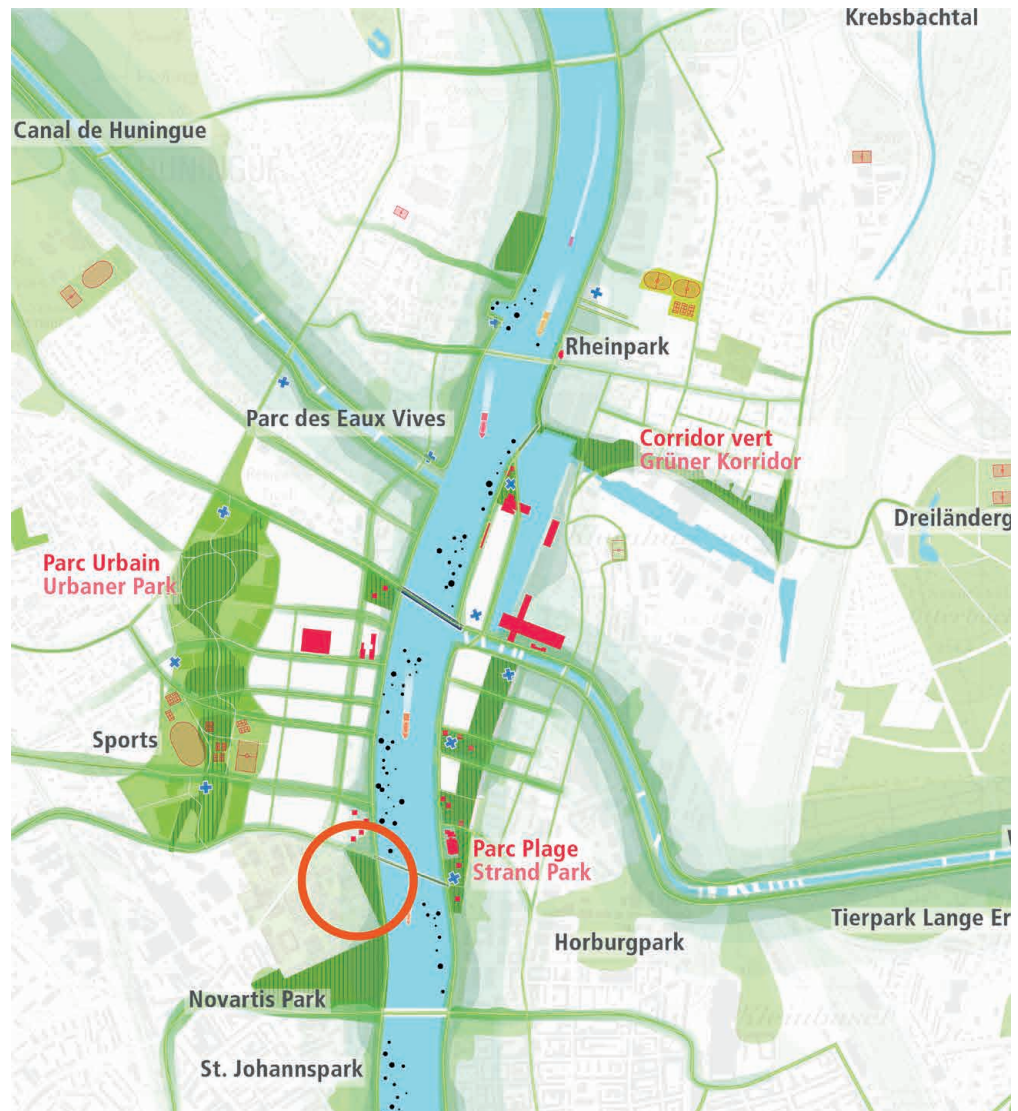 Krebsbachtal
Canal de Huningue
Rheinpark
Parc des Eaux Vives
Corridor vert
Grüner Korridor
Dreiländerg
Parc Urbain
Urbaner Park
Sports
Parc Plage
Strand Park
Tierpark Lange Er
Horburgpark
Novartis Park
St. Johannspark